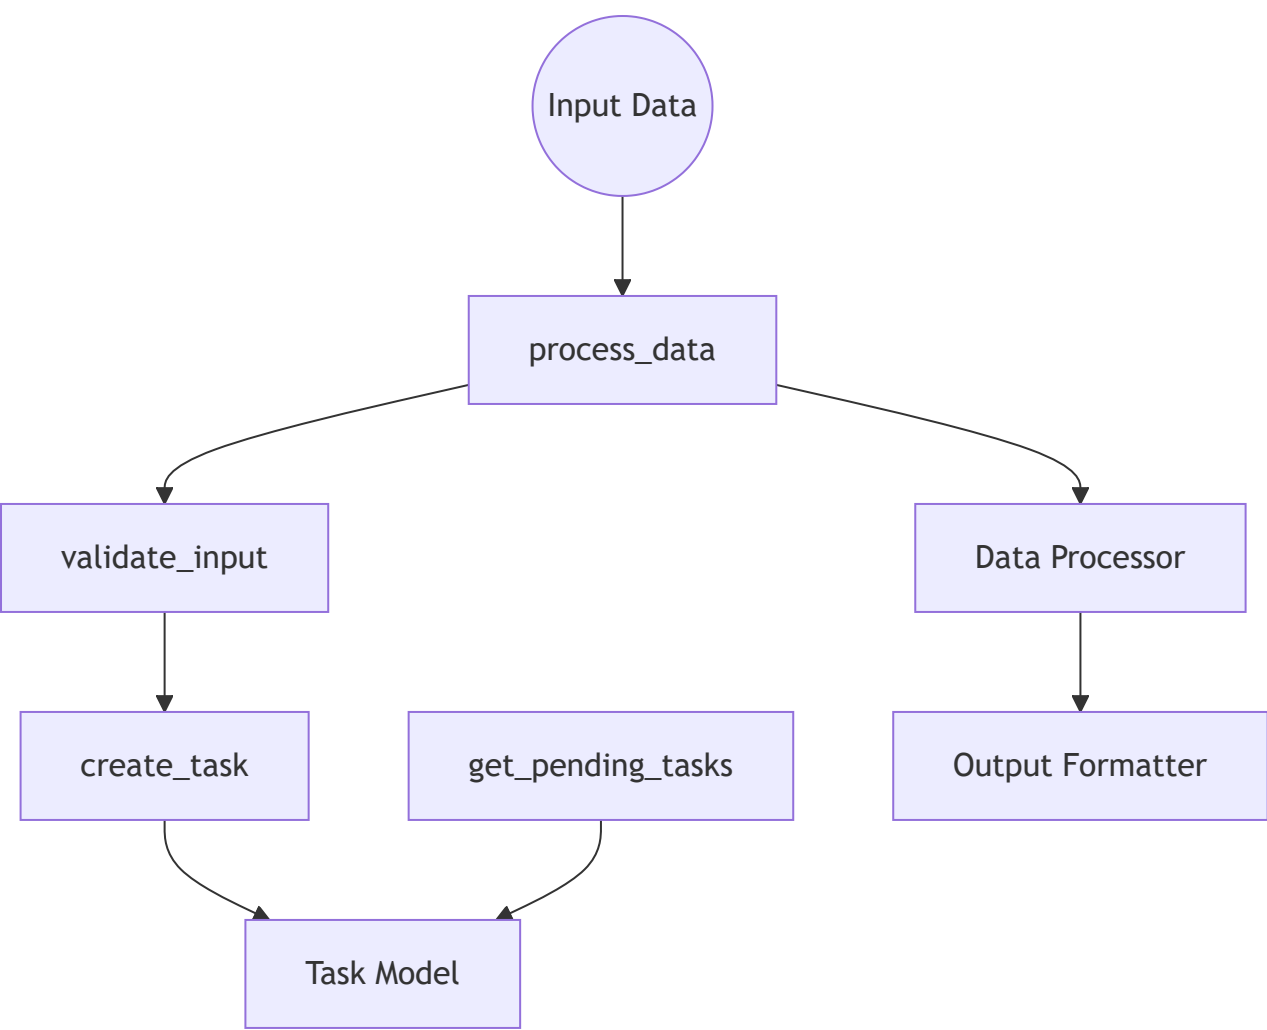 Input Data
process_data
validate_input
Data Processor
create_task
get_pending_tasks
Output Formatter
Task Model